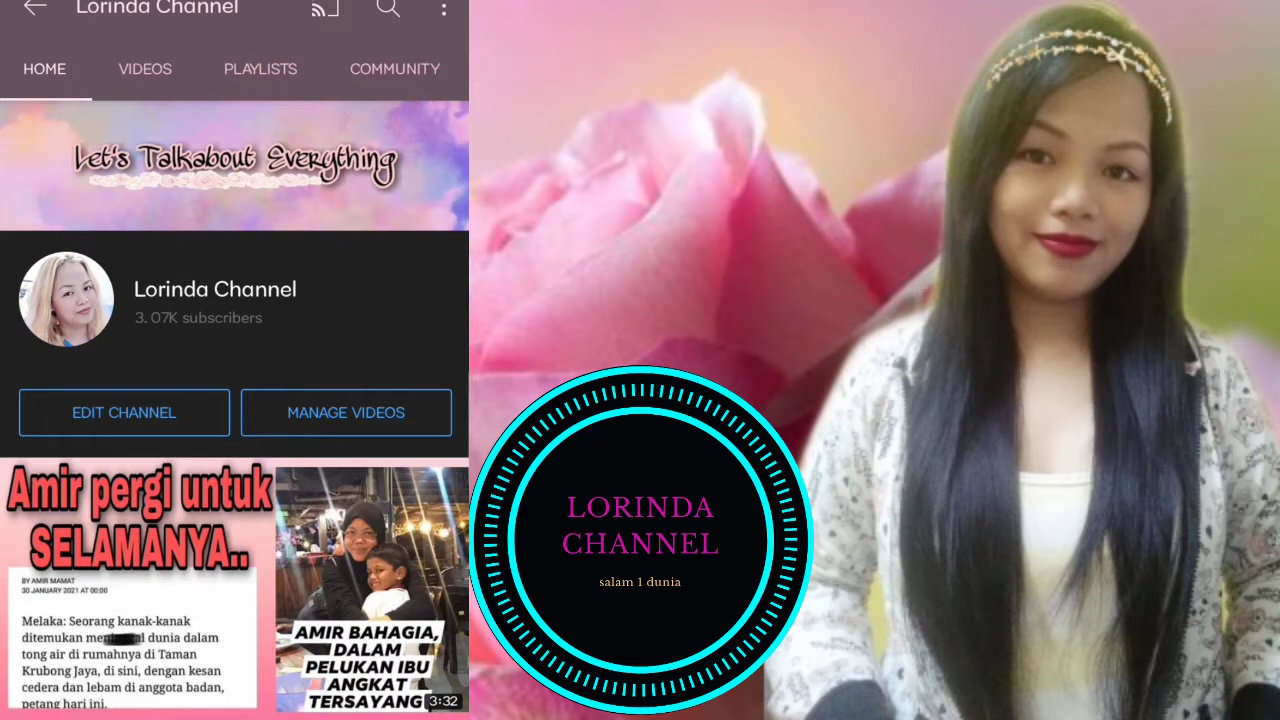 Lorinda Channel
HOME VIDEOS PLAYLISTS COMMUNITY
Let's Talkabout Everything
Lorinda Channel
3. 07K subscribers
EDIT CHANNEL MANAGE VIDEOS
Amir pergi untuk
SELAMANYA..
BY AMIR MAMAT
30 JANUARY 2021 AT 00:00
Melaka: Seorang kanak-kanak
ditemukan dunia dalam
tong air di rumahnya di Taman
Krubong Jaya, di sini, dengan kesan
cedera dan lebam di anggota badan,
petang hari ini.
AMIR BAHAGIA,
DALAM
PELUKAN IBU
ANGKAT
TERSAYANG
3:32
LORINDA
CHANNEL
salam 1 dunia